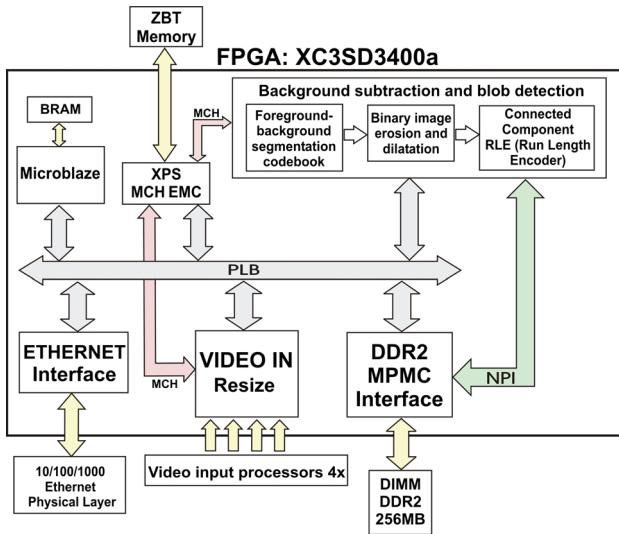 ZBT
Memory
FPGA: XC3SD3400a
BRAM
MCH
Background subtraction and blob detection
Foreground-
background
segmentation
codebook
Binary image
erosion and
dilatation
Connected
Component
RLE (Run Length
Encoder)
Microblaze
XPS
MCH EMC
PLB
ETHERNET
Interface
MCH
VIDEO IN
Resize
DDR2
MPMC
Interface
NPI
10/100/1000
Ethernet
Physical Layer
Video input processors 4x
DIMM
DDR2
256MB